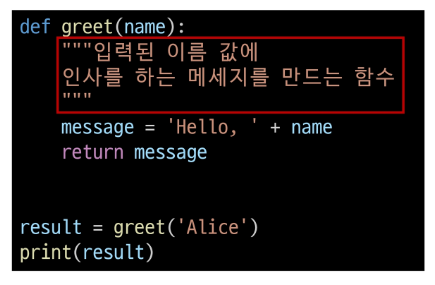 def greet(name):
    """입력된 이름 값에
    인사를 하는 메세지를 만드는 함수
    """
    message = 'Hello, ' + name
    return message
result = greet('Alice')
print(result)